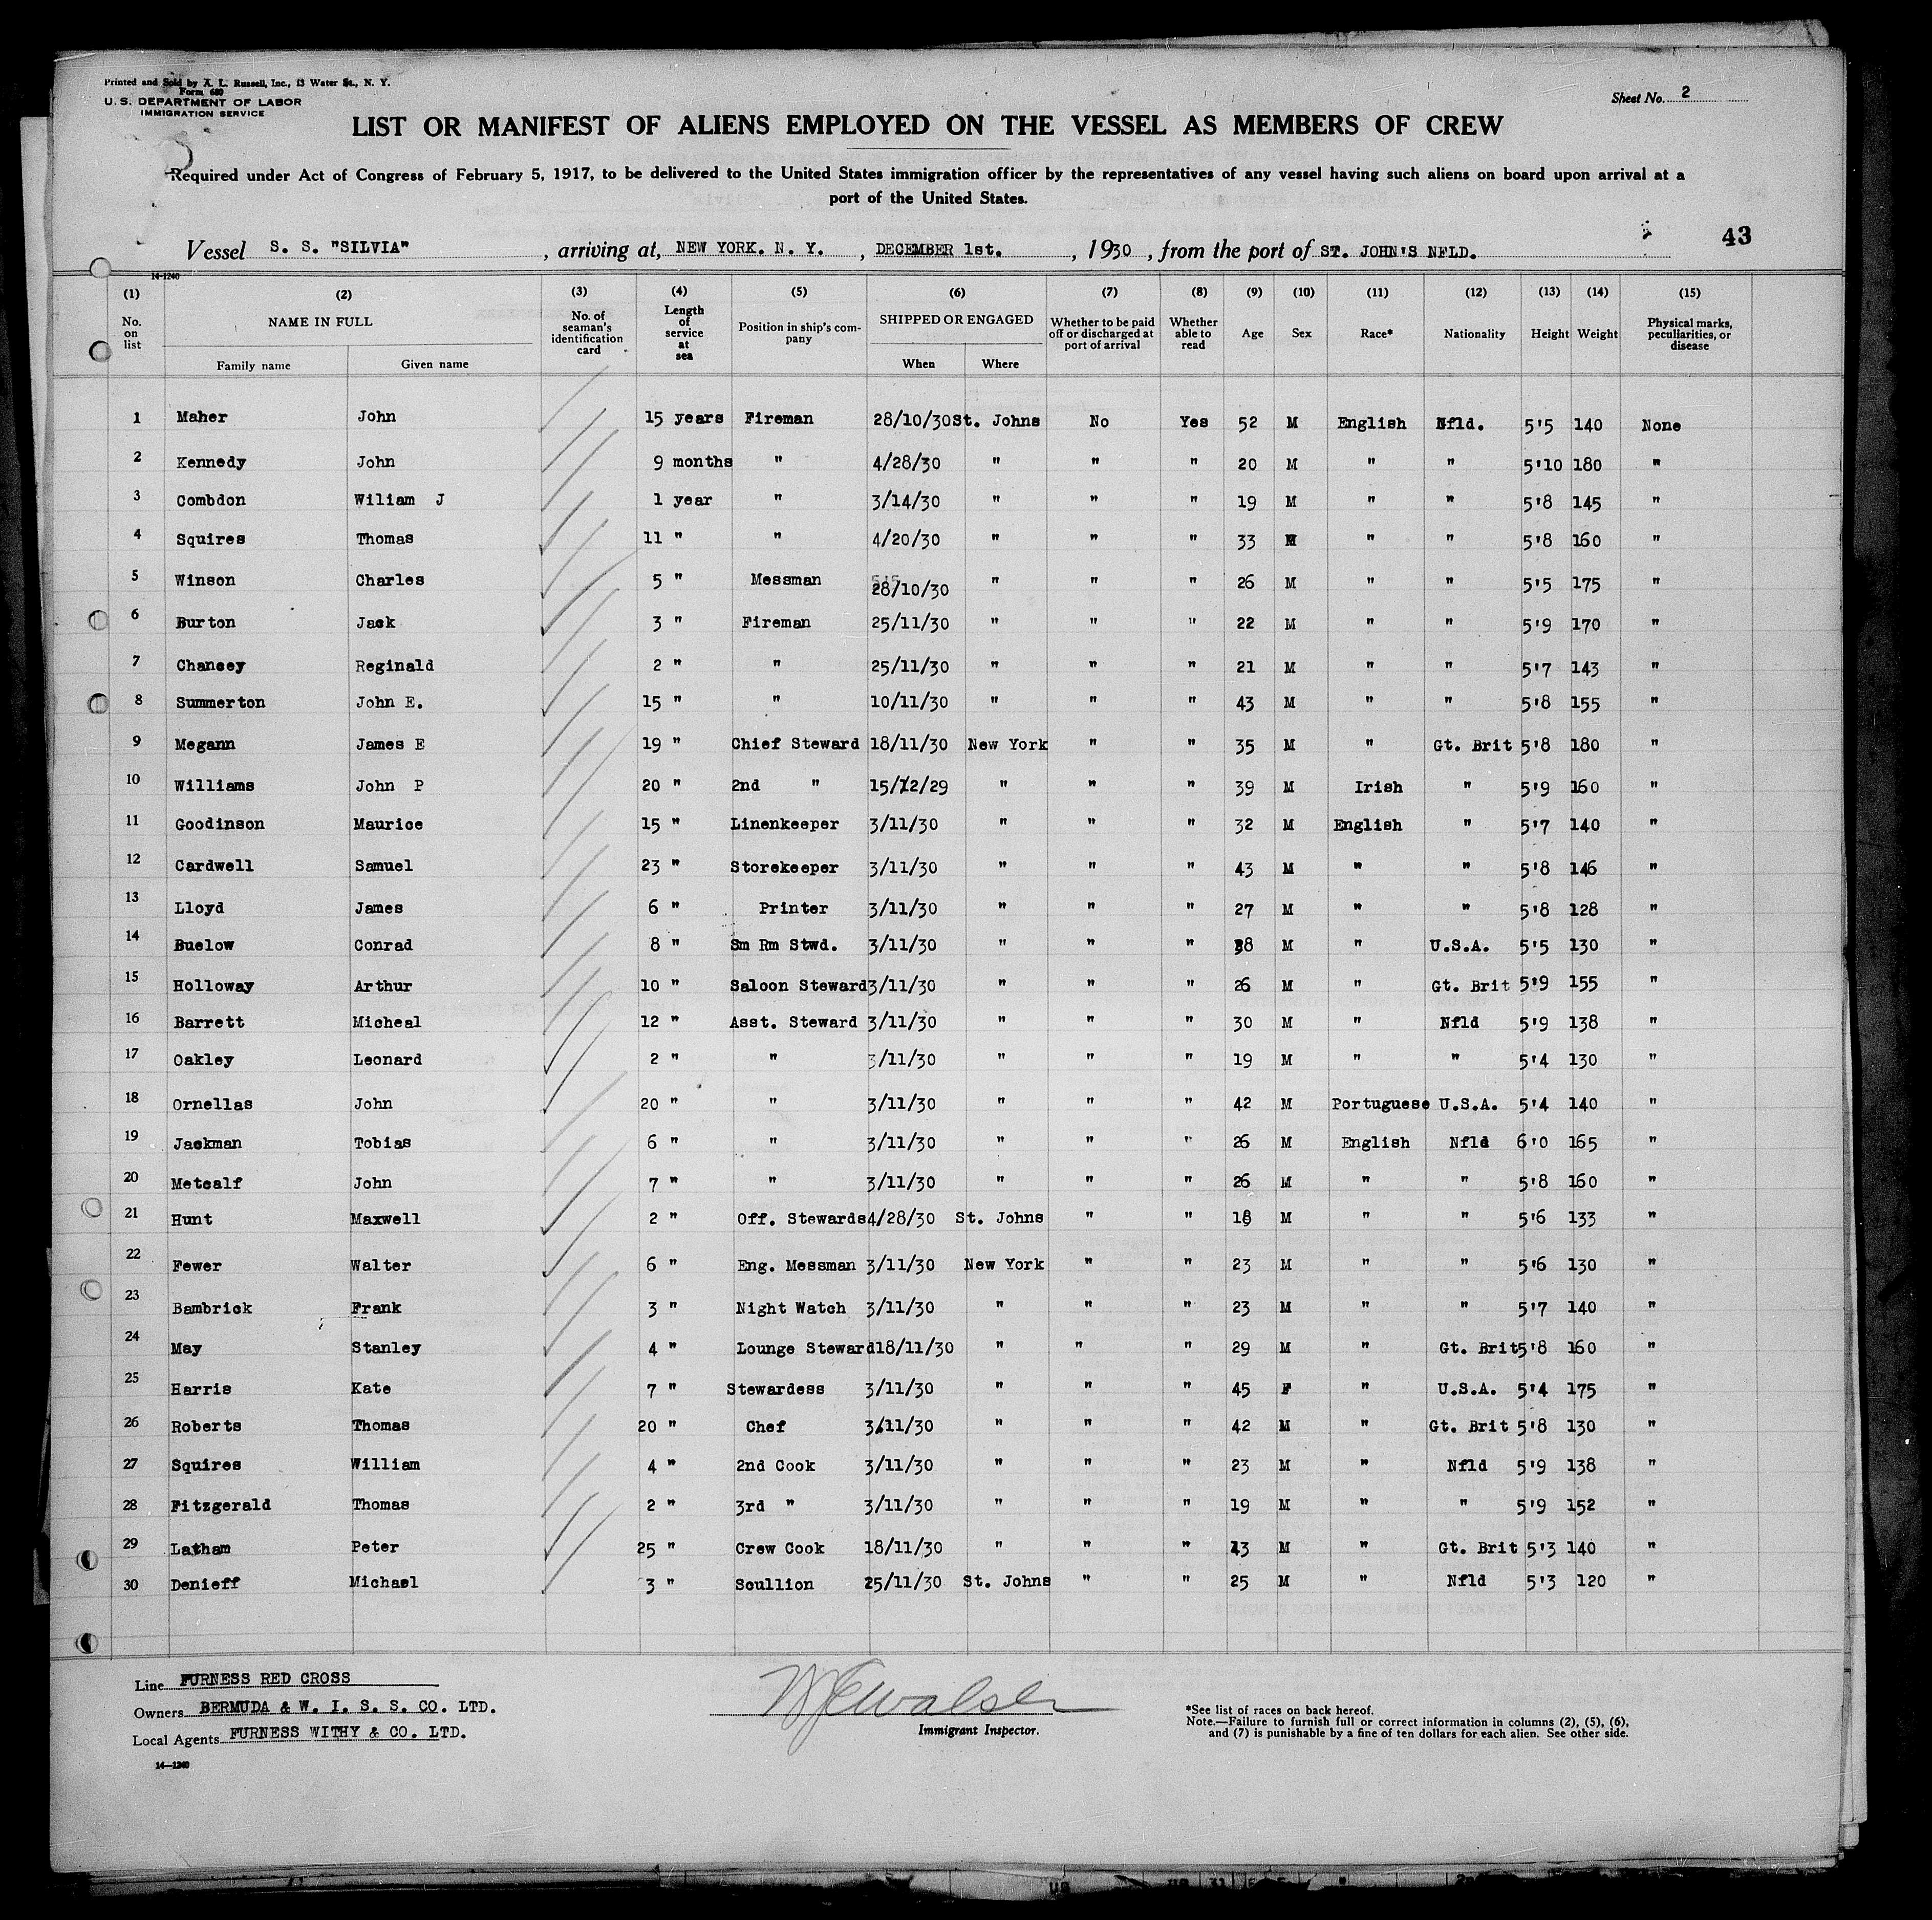 Printed and Sold by A. L. Russell, Inc., 13 Water St., N. Y.
Form 680
U. S. DEPARTMENT OF LABOR
IMMIGRATION SERVICE
Sheet No. 2
LIST OR MANIFEST OF ALIENS EMPLOYED ON THE VESSEL AS MEMBERS OF CREW
Required under Act of Congress of February 5, 1917, to be delivered to the United States immigration officer by the representatives of any vessel having such aliens on board upon arrival at a
port of the United States.
43
Vessel S. S. "SILVIA" , arriving at, NEW YORK. N. Y. , DECEMBER 1st. , 1930 , from the port of ST. JOHN'S NFLD.
14-1240
(1) (2) (3) (4) (5) (6) (7) (8) (9) (10) (11) (12) (13) (14) (15)
No. on list NAME IN FULL Family name Given name No. of seaman's identification card Length of service at sea Position in ship's company SHIPPED OR ENGAGED When Where Whether to be paid off or discharged at port of arrival Whether able to read Age Sex Race* Nationality Height Weight Physical marks, peculiarities, or disease
1 Maher John 15 years Fireman 28/10/30 St. Johns No Yes 52 M English Nfld. 5'5 140 None
2 Kennedy John 9 months " 4/28/30 " " " 20 M " " 5'10 180 "
3 Combdon Wiliam J 1 year " 3/14/30 " " " 19 M " " 5'8 145 "
4 Squires Thomas 11 " " 4/20/30 " " " 33 M " " 5'8 160 "
5 Winson Charles 5 " Messman 28/10/30 " " " 26 M " " 5'5 175 "
6 Burton Jack 3 " Fireman 25/11/30 " " " 22 M " " 5'9 170 "
7 Chancey Reginald 2 " " 25/11/30 " " " 21 M " " 5'7 143 "
8 Summerton John E. 15 " " 10/11/30 " " " 43 M " " 5'8 155 "
9 Megann James E 19 " Chief Steward 18/11/30 New York " " 35 M " Gt. Brit 5'8 180 "
10 Williams John P 20 " 2nd " 15/12/29 " " " 39 M Irish " 5'9 160 "
11 Goodinson Maurice 15 " Linenkeeper 3/11/30 " " " 32 M English " 5'7 140 "
12 Cardwell Samuel 23 " Storekeeper 3/11/30 " " " 43 M " " 5'8 146 "
13 Lloyd James 6 " Printer 3/11/30 " " " 27 M " " 5'8 128 "
14 Buelow Conrad 8 " Sm Rm Stwd. 3/11/30 " " " 38 M " U.S.A. 5'5 130 "
15 Holloway Arthur 10 " Saloon Steward 3/11/30 " " " 26 M " Gt. Brit 5'9 155 "
16 Barrett Micheal 12 " Asst. Steward 3/11/30 " " " 30 M " Nfld 5'9 138 "
17 Oakley Leonard 2 " " 3/11/30 " " " 19 M " " 5'4 130 "
18 Ornellas John 20 " " 3/11/30 " " " 42 M Portuguese U.S.A. 5'4 140 "
19 Jackman Tobias 6 " " 3/11/30 " " " 26 M English Nfld 6'0 165 "
20 Metcalf John 7 " " 3/11/30 " " " 26 M " " 5'8 160 "
21 Hunt Maxwell 2 " Off. Stewards 4/28/30 St. Johns " " 18 M " " 5'6 133 "
22 Fewer Walter 6 " Eng. Messman 3/11/30 New York " " 23 M " " 5'6 130 "
23 Bambrick Frank 3 " Night Watch 3/11/30 " " " 23 M " " 5'7 140 "
24 May Stanley 4 " Lounge Steward 18/11/30 " " " 29 M " Gt. Brit 5'8 160 "
25 Harris Kate 7 " Stewardess 3/11/30 " " " 45 F " U.S.A. 5'4 175 "
26 Roberts Thomas 20 " Chef 3/11/30 " " " 42 M " Gt. Brit 5'8 130 "
27 Squires William 4 " 2nd Cook 3/11/30 " " " 23 M " Nfld 5'9 138 "
28 Fitzgerald Thomas 2 " 3rd " 3/11/30 " " " 19 M " " 5'9 152 "
29 Latham Peter 25 " Crew Cook 18/11/30 " " " M " Gt. Brit 5'3 140 "
30 Denieff Michael 3 " Scullion 25/11/30 St. Johns " " 25 M " Nfld 5'3 120 "
Line FURNESS RED CROSS
Owners BERMUDA & W. I. S. S. CO. LTD.
Local Agents FURNESS WITHY & CO. LTD.
14—1240
Immigrant Inspector.
*See list of races on back hereof.
Note.—Failure to furnish full or correct information in columns (2), (5), (6),
and (7) is punishable by a fine of ten dollars for each alien. See other side.